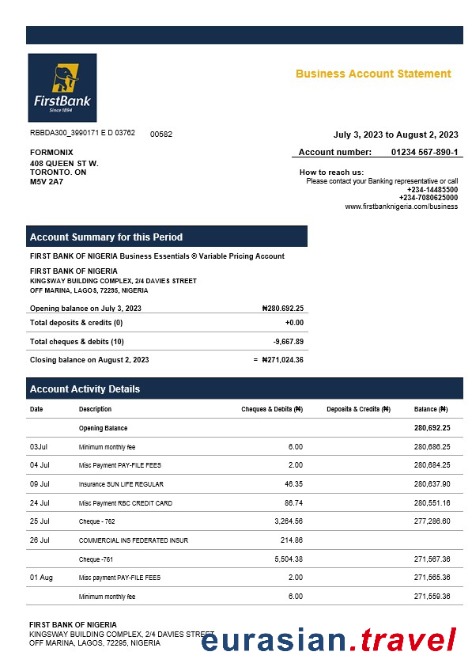 FirstBank
Since 1894
Business Account Statement
RBBDA300_3990171 E D 03762 00582
July 3, 2023 to August 2, 2023
FORMONIX
408 QUEEN ST W.
TORONTO. ON
M5V 2A7
Account number: 01234 567-890-1
How to reach us:
Please contact your Banking representative or call
+234-14485500
+234-7080625000
www.firstbanknigeria.com/business
Account Summary for this Period
FIRST BANK OF NIGERIA Business Essentials ® Variable Pricing Account
FIRST BANK OF NIGERIA
KINGSWAY BUILDING COMPLEX, 2/4 DAVIES STREET
OFF MARINA, LAGOS, 72295, NIGERIA
Opening balance on July 3, 2023 ₦280.692.25
Total deposits & credits (0) +0.00
Total cheques & debits (10) -9,667.89
Closing balance on August 2, 2023 = ₦271,024.36
Account Activity Details
Date Description Cheques & Debits (₦) Deposits & Credits (₦) Balance (₦)
Opening Balance 280,692.25
03Jul Minimum monthly fee 6.00 280,686.25
04 Jul Misc Payment PAY-FILE FEES 2.00 280,684.25
09 Jul Insurance SUN LIFE REGULAR 46.35 280,637.90
24 Jul Misc Payment RBC CREDIT CARD 86.74 280,551.16
25 Jul Cheque - 762 3,264.56 277,286.60
26 Jul COMMERCIAL INS FEDERATED INSUR 214.86
Cheque -761 5,504.38 271,567.36
01 Aug Misc payment PAY-FILE FEES 2.00 271,565.36
Minimum monthly fee 6.00 271,559.36
FIRST BANK OF NIGERIA
KINGSWAY BUILDING COMPLEX, 2/4 DAVIES STREET
OFF MARINA, LAGOS, 72295, NIGERIA
eurasian.travel